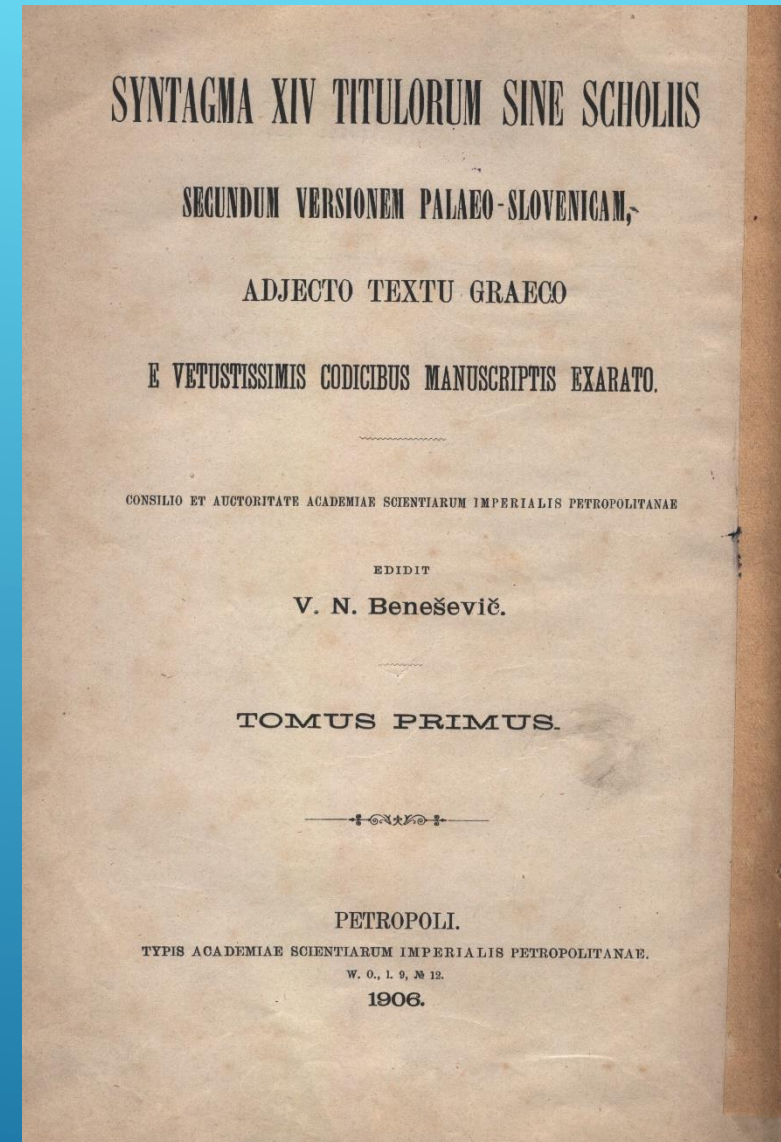 SYNTAGMA XIV TITULORUM SINE SCHOLIIS
SECUNDUM VERSIONEM PALAEO-SLOVENICAM,
ADJECTO TEXTU GRAECO
E VETUSTISSIMIS CODICIBUS MANUSCRIPTIS EXARATO.
CONSILIO ET AUCTORITATE ACADEMIAE SCIENTIARUM IMPERIALIS PETROPOLITANAE
EDIDIT
V. N. Beneševič.
TOMUS PRIMUS.
PETROPOLI.
TYPIS ACADEMIAE SCIENTIARUM IMPERIALIS PETROPOLITANAE.
W. O., l. 9, № 12.
1906.